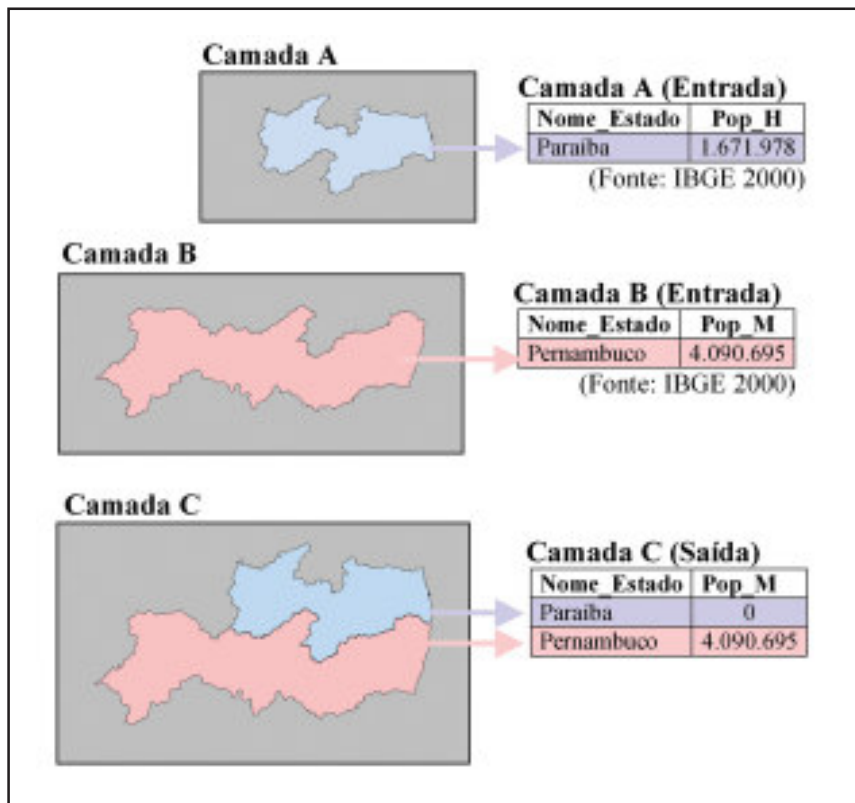 Camada A
Camada A (Entrada)
Nome_Estado Pop_H
Paraíba 1.671.978
(Fonte: IBGE 2000)
Camada B
Camada B (Entrada)
Nome_Estado Pop_M
Pernambuco 4.090.695
(Fonte: IBGE 2000)
Camada C
Camada C (Saída)
Nome_Estado Pop_M
Paraíba 0
Pernambuco 4.090.695